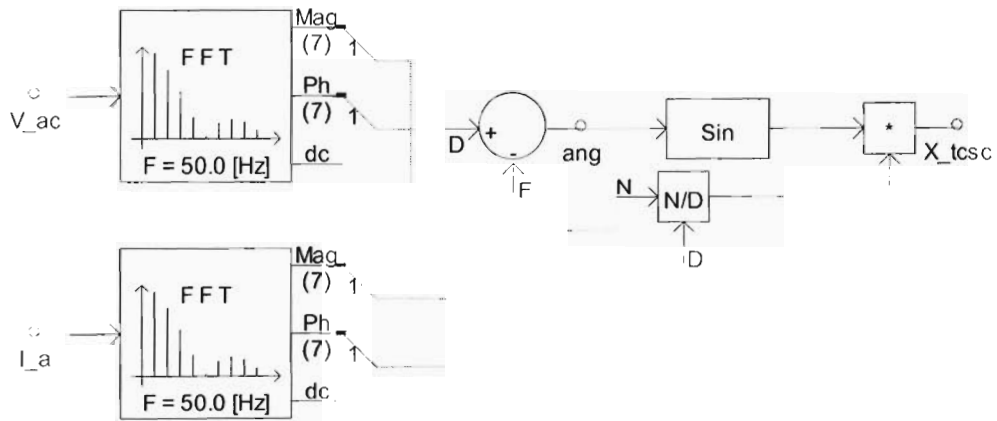 Mag
(7)
1
FFT
Ph
(7)
1
V_ac
dc
F = 50.0 [Hz]
D
+
-
F
ang
Sin
*
X_tcsc
N
N/D
D
Mag
(7)
1
FFT
Ph
(7)
1
I_a
dc
F = 50.0 [Hz]